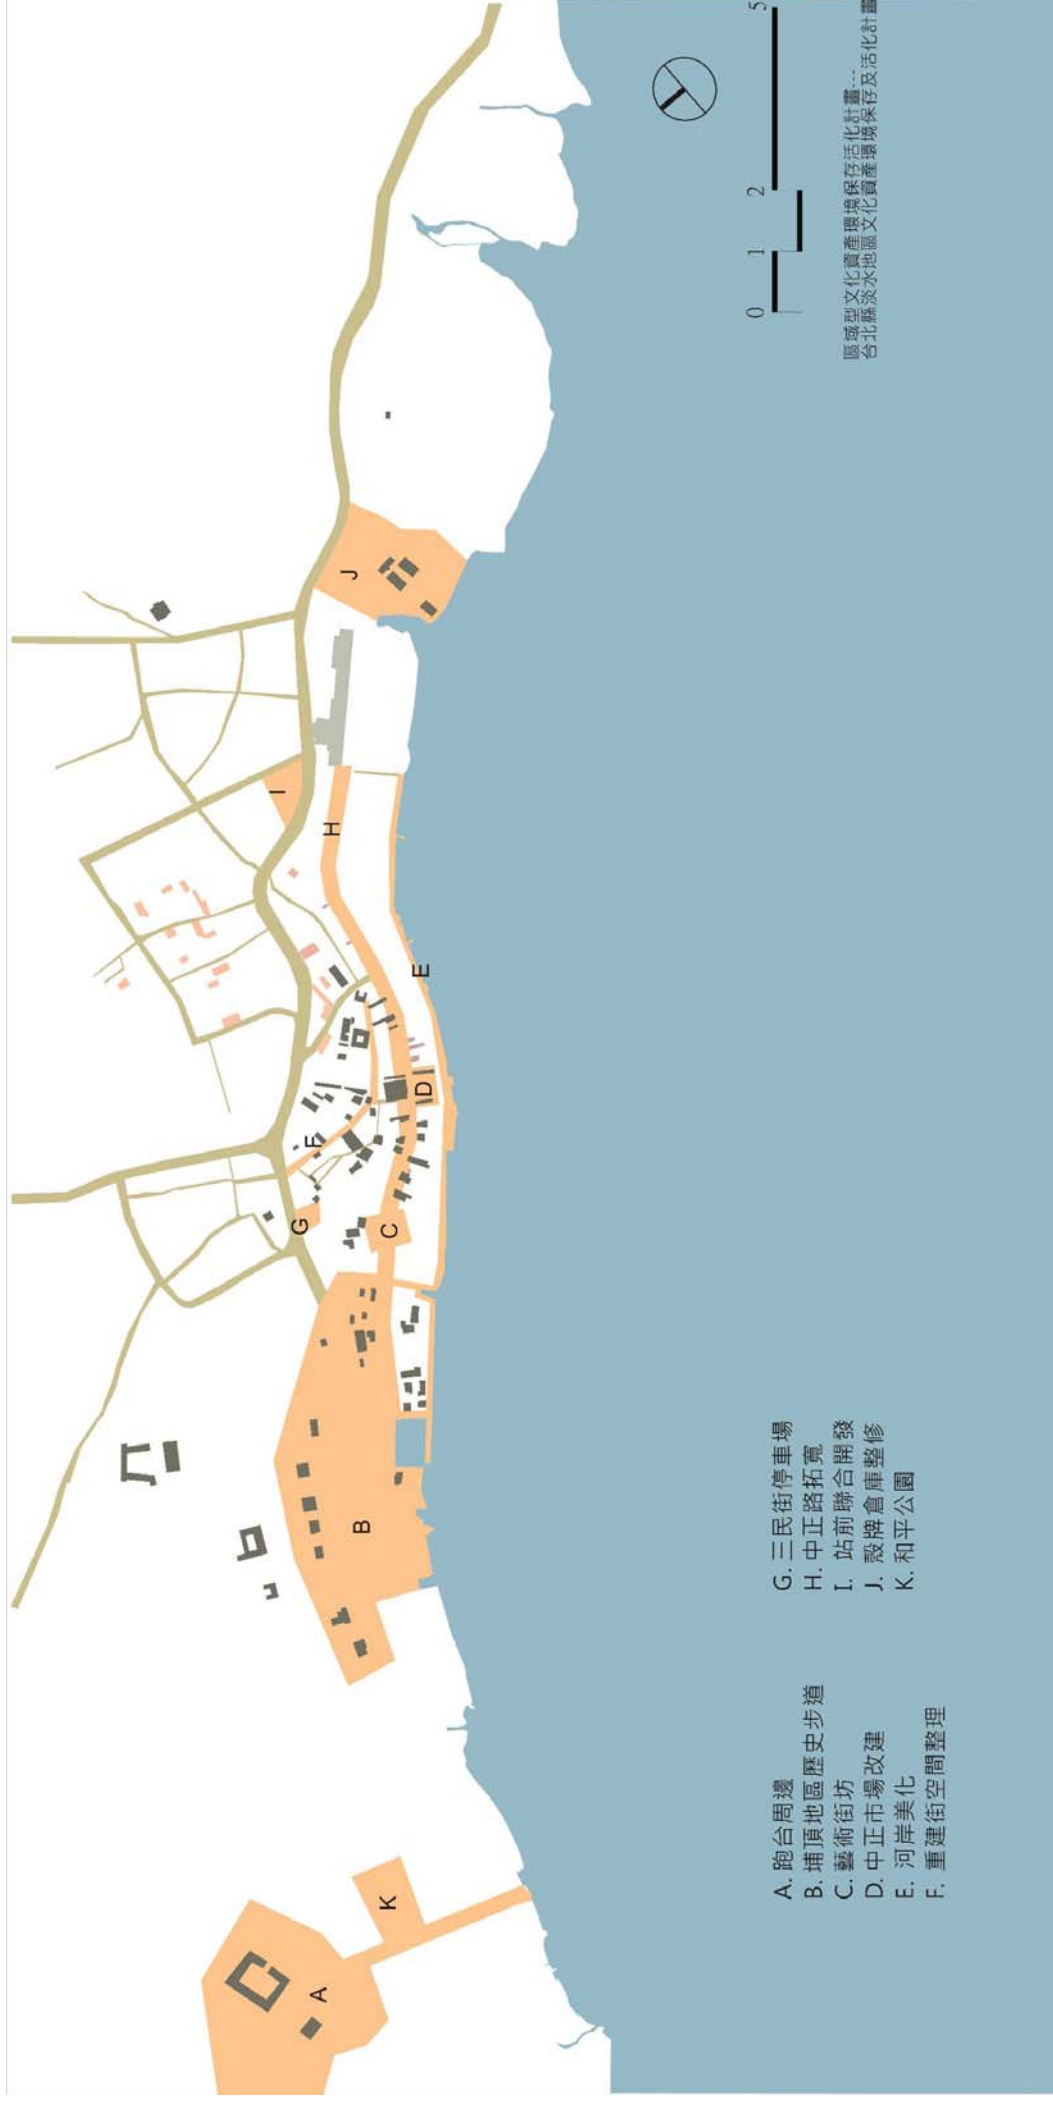 A
K
B
C
G
F
D
E
H
I
J
A. 跑台周邊
B. 埔頂地區歷史步道
C. 藝術街坊
D. 中正市場改建
E. 河岸美化
F. 重建街空間整理
G. 三民街停車場
H. 中正路拓寬
I. 站前聯合開發
J. 殼牌倉庫整修
K. 和平公園
0 1 2 5
區域型文化資產環境保存活化計畫---
台北縣淡水地區文化資產環境保存及活化計畫